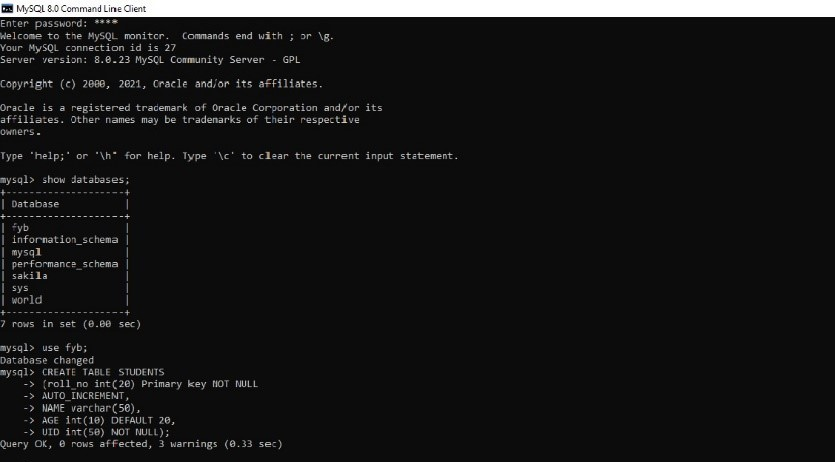 MySQL 8.0 Command Line Client
Enter password: ****
Welcome to the MySQL monitor.  Commands end with ; or \g.
Your MySQL connection id is 27
Server version: 8.0.23 MySQL Community Server - GPL
Copyright (c) 2000, 2021, Oracle and/or its affiliates.
Oracle is a registered trademark of Oracle Corporation and/or its
affiliates. Other names may be trademarks of their respective
owners.
Type 'help;' or '\h' for help. Type '\c' to clear the current input statement.
mysql> show databases;
+--------------------+
| Database           |
+--------------------+
| fyb                |
| information_schema |
| mysql              |
| performance_schema |
| sakila             |
| sys                |
| world              |
+--------------------+
7 rows in set (0.00 sec)
mysql> use fyb;
Database changed
mysql> CREATE TABLE STUDENTS
    -> (roll_no int(20) Primary key NOT NULL
    -> AUTO_INCREMENT,
    -> NAME varchar(50),
    -> AGE int(10) DEFAULT 20,
    -> UID int(50) NOT NULL);
Query OK, 0 rows affected, 3 warnings (0.33 sec)